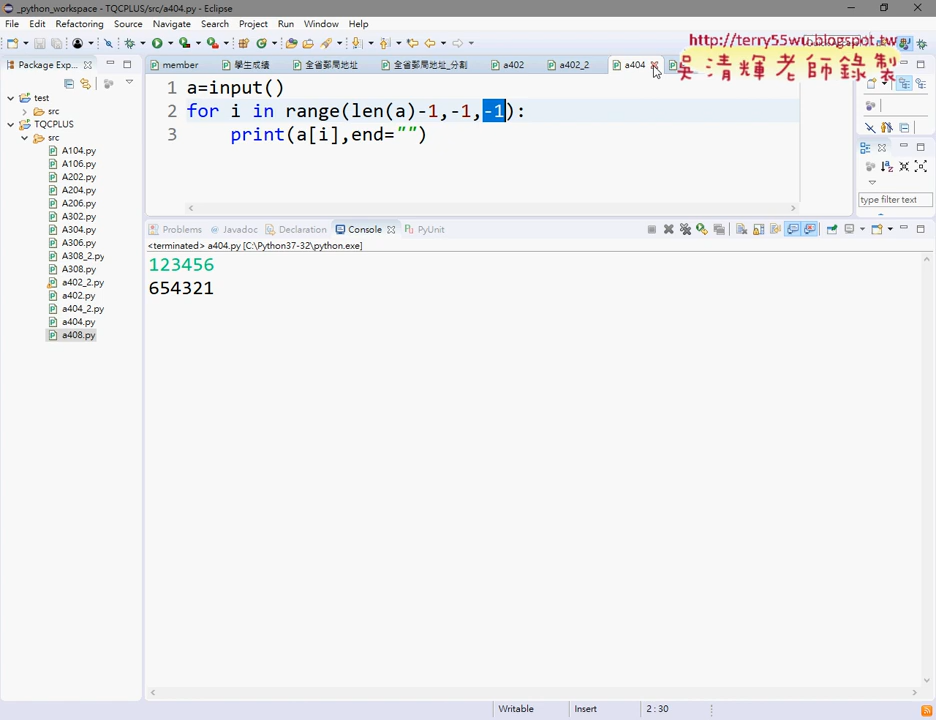 _python_workspace - TQCPLUS/src/a404.py - Eclipse
File Edit Refactoring Source Navigate Search Project Run Window Help
http://terry55wu.blogspot.tw
吳清輝老師錄製
Package Exp...
member 學生成績 全省郵局地址 全省郵局地址_分割 a402 a402_2 a404
test
src
TQCPLUS
src
A104.py
A106.py
A202.py
A204.py
A206.py
A302.py
A304.py
A306.py
A308_2.py
A308.py
a402_2.py
a402.py
a404_2.py
a404.py
a408.py
1 a=input()
2 for i in range(len(a)-1,-1,-1):
3 print(a[i],end="")
type filter text
Problems Javadoc Declaration Console PyUnit
<terminated> a404.py [C:\Python37-32\python.exe]
123456
654321
Writable Insert 2 : 30